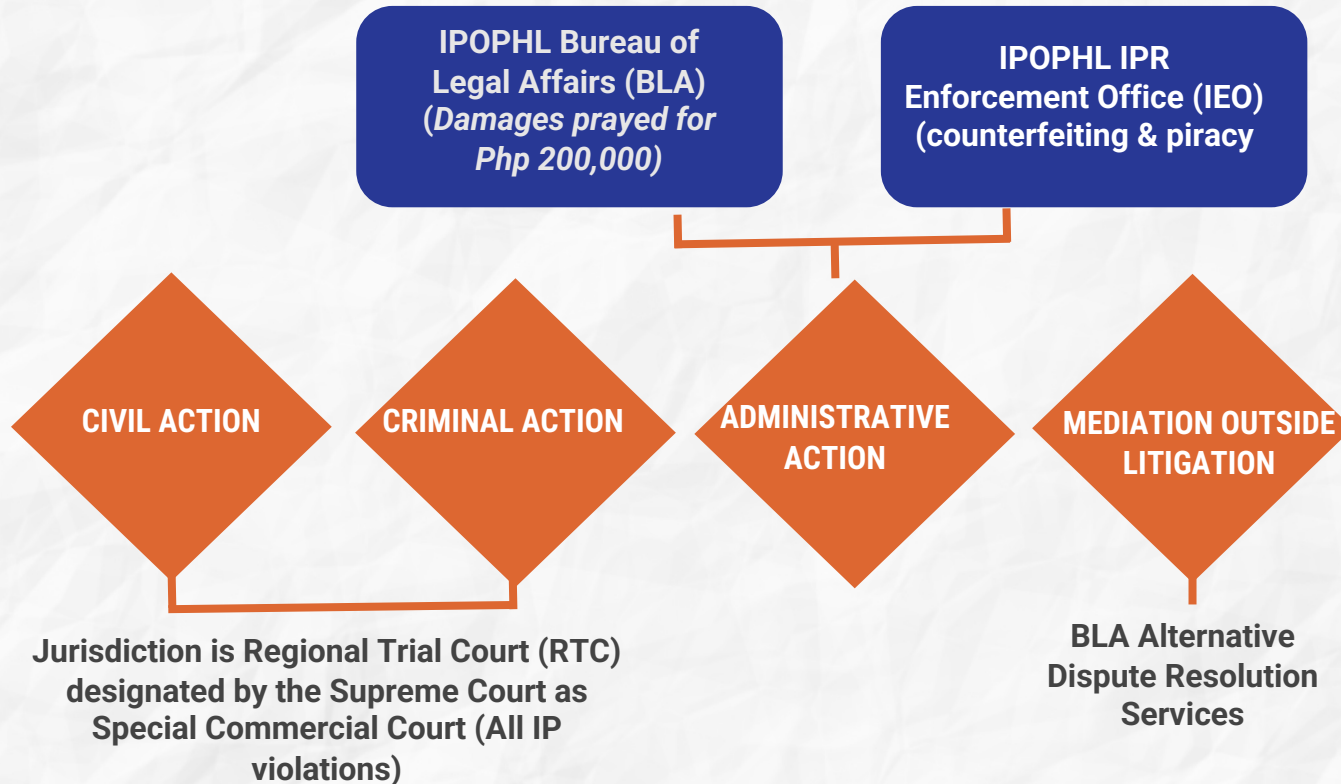 IPOPHL Bureau of
Legal Affairs (BLA)
(Damages prayed for
Php 200,000)
IPOPHL IPR
Enforcement Office (IEO)
(counterfeiting & piracy
CIVIL ACTION
CRIMINAL ACTION
ADMINISTRATIVE
ACTION
MEDIATION OUTSIDE
LITIGATION
Jurisdiction is Regional Trial Court (RTC)
designated by the Supreme Court as
Special Commercial Court (All IP
violations)
BLA Alternative
Dispute Resolution
Services